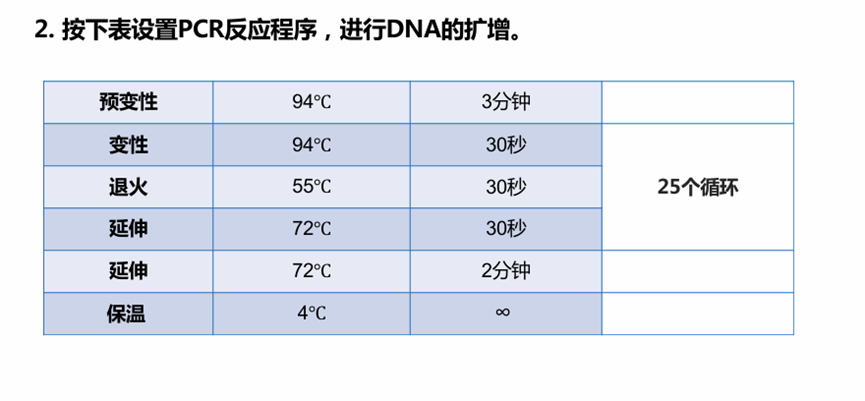 2. 按下表设置PCR反应程序，进行DNA的扩增。
预变性 94℃ 3分钟
变性 94℃ 30秒
退火 55℃ 30秒 25个循环
延伸 72℃ 30秒
延伸 72℃ 2分钟
保温 4℃ ∞